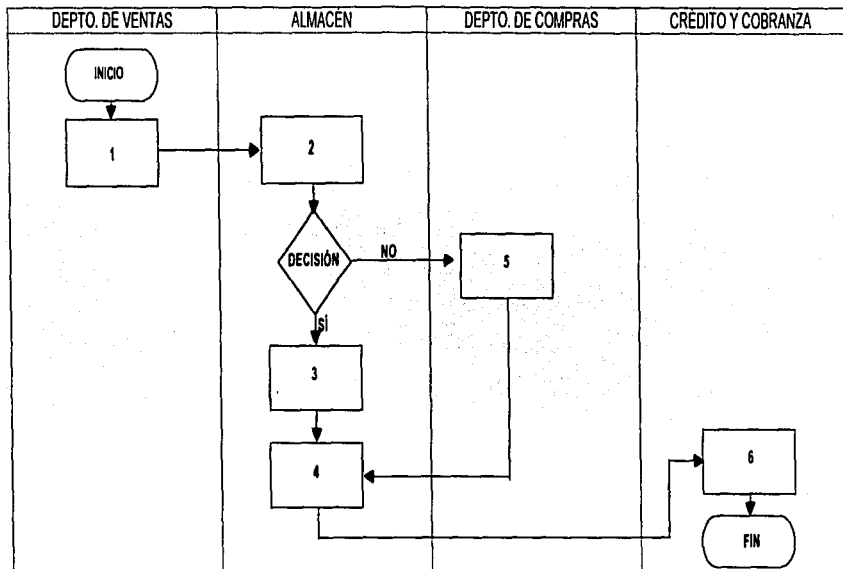 DEPTO. DE VENTAS
ALMACÉN
DEPTO. DE COMPRAS
CRÉDITO Y COBRANZA
INICIO
1
2
DECISIÓN
NO
5
SÍ
3
4
6
FIN